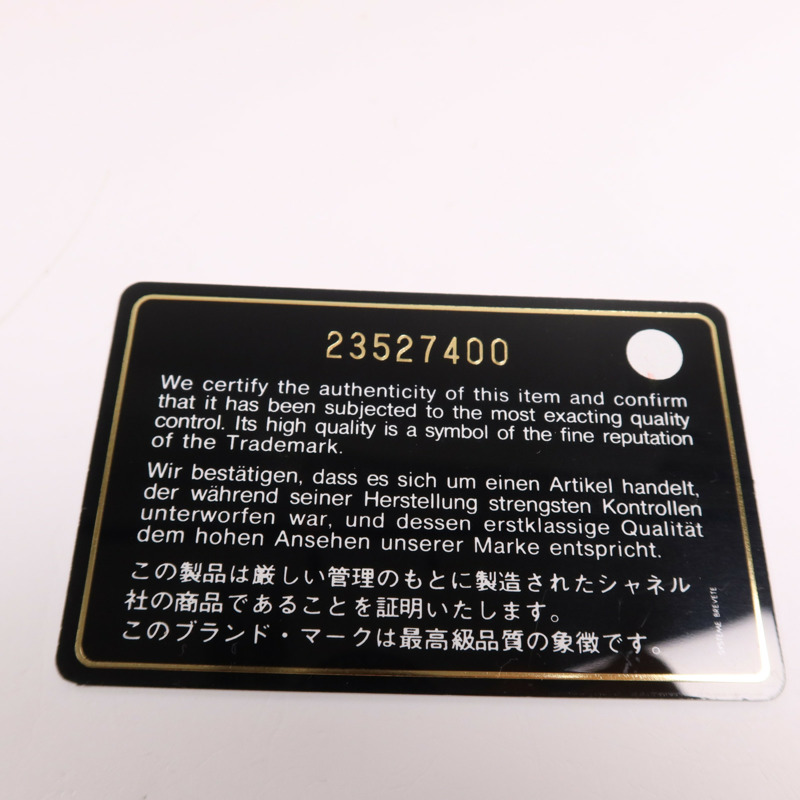 23527400
We certify the authenticity of this item and confirm
that it has been subjected to the most exacting quality
control. Its high quality is a symbol of the fine reputation
of the Trademark.
Wir bestätigen, dass es sich um einen Artikel handelt,
der während seiner Herstellung strengsten Kontrollen
unterworfen war, und dessen erstklassige Qualität
dem hohen Ansehen unserer Marke entspricht.
この製品は厳しい管理のもとに製造されたシャネル
社の商品であることを証明いたします。
このブランド・マークは最高級品質の象徴です。
SYSTEME BREVETE